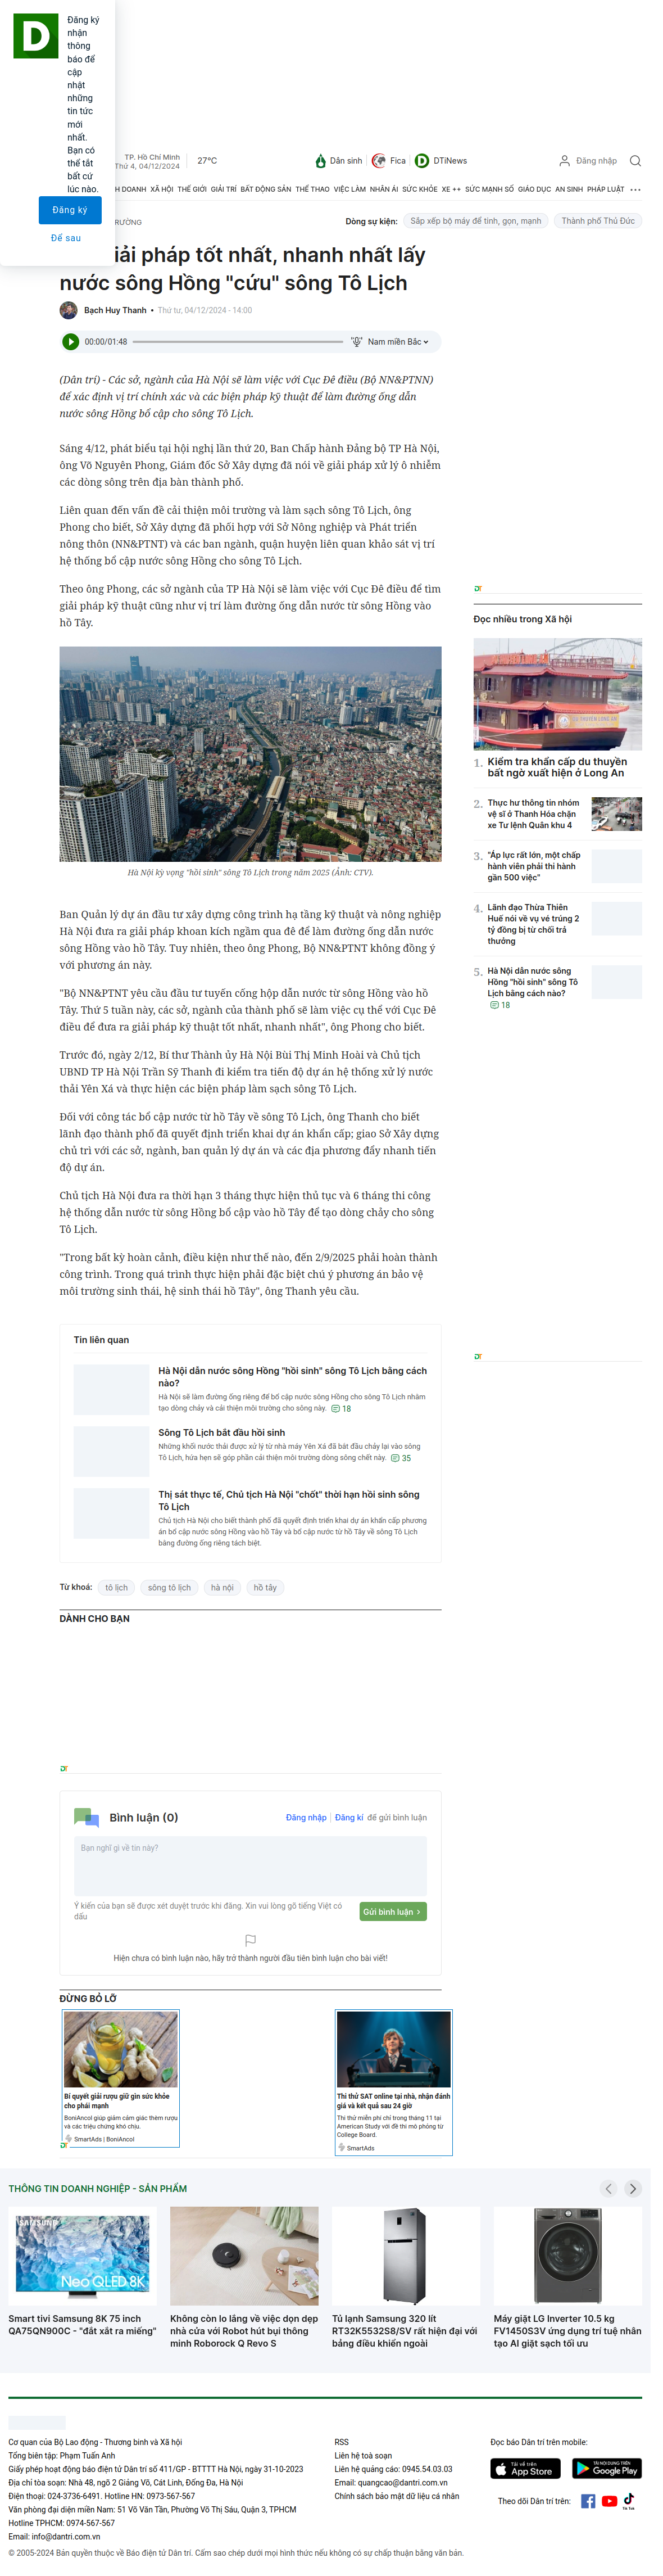 Đăng ký
nhận
thông
báo để
cập
nhật
những
tin tức
mới
nhất.
Bạn có
thể tắt
bất cứ
lúc nào.
Đăng ký
Để sau
TP. Hồ Chí Minh
Thứ 4, 04/12/2024
27°C
Dân sinh
Fica
DTiNews
Đăng nhập
H DOANH XÃ HỘI THẾ GIỚI GIẢI TRÍ BẤT ĐỘNG SẢN THỂ THAO VIỆC LÀM NHÂN ÁI SỨC KHỎE XE ++ SỨC MẠNH SỐ GIÁO DỤC AN SINH PHÁP LUẬT
RƯỜNG
Dòng sự kiện: Sắp xếp bộ máy để tinh, gọn, mạnh Thành phố Thủ Đức
iải pháp tốt nhất, nhanh nhất lấy
nước sông Hồng "cứu" sông Tô Lịch
Bạch Huy Thanh • Thứ tư, 04/12/2024 - 14:00
00:00/01:48
Nam miền Bắc
(Dân trí) - Các sở, ngành của Hà Nội sẽ làm việc với Cục Đê điều (Bộ NN&PTNN)
để xác định vị trí chính xác và các biện pháp kỹ thuật để làm đường ống dẫn
nước sông Hồng bổ cập cho sông Tô Lịch.
Sáng 4/12, phát biểu tại hội nghị lần thứ 20, Ban Chấp hành Đảng bộ TP Hà Nội,
ông Võ Nguyên Phong, Giám đốc Sở Xây dựng đã nói về giải pháp xử lý ô nhiễm
các dòng sông trên địa bàn thành phố.
Liên quan đến vấn đề cải thiện môi trường và làm sạch sông Tô Lịch, ông
Phong cho biết, Sở Xây dựng đã phối hợp với Sở Nông nghiệp và Phát triển
nông thôn (NN&PTNT) và các ban ngành, quận huyện liên quan khảo sát vị trí
hệ thống bổ cập nước sông Hồng cho sông Tô Lịch.
Theo ông Phong, các sở ngành của TP Hà Nội sẽ làm việc với Cục Đê điều để tìm
giải pháp kỹ thuật cũng như vị trí làm đường ống dẫn nước từ sông Hồng vào
hồ Tây.
Hà Nội kỳ vọng "hồi sinh" sông Tô Lịch trong năm 2025 (Ảnh: CTV).
Ban Quản lý dự án đầu tư xây dựng công trình hạ tầng kỹ thuật và nông nghiệp
Hà Nội đưa ra giải pháp khoan kích ngầm qua đê để làm đường ống dẫn nước
sông Hồng vào hồ Tây. Tuy nhiên, theo ông Phong, Bộ NN&PTNT không đồng ý
với phương án này.
"Bộ NN&PTNT yêu cầu đầu tư tuyến cống hộp dẫn nước từ sông Hồng vào hồ
Tây. Thứ 5 tuần này, các sở, ngành của thành phố sẽ làm việc cụ thể với Cục Đê
điều để đưa ra giải pháp kỹ thuật tốt nhất, nhanh nhất", ông Phong cho biết.
Trước đó, ngày 2/12, Bí thư Thành ủy Hà Nội Bùi Thị Minh Hoài và Chủ tịch
UBND TP Hà Nội Trần Sỹ Thanh đi kiểm tra tiến độ dự án hệ thống xử lý nước
thải Yên Xá và thực hiện các biện pháp làm sạch sông Tô Lịch.
Đối với công tác bổ cập nước từ hồ Tây về sông Tô Lịch, ông Thanh cho biết
lãnh đạo thành phố đã quyết định triển khai dự án khẩn cấp; giao Sở Xây dựng
chủ trì với các sở, ngành, ban quản lý dự án và các địa phương đẩy nhanh tiến
độ dự án.
Chủ tịch Hà Nội đưa ra thời hạn 3 tháng thực hiện thủ tục và 6 tháng thi công
hệ thống dẫn nước từ sông Hồng bổ cập vào hồ Tây để tạo dòng chảy cho sông
Tô Lịch.
"Trong bất kỳ hoàn cảnh, điều kiện như thế nào, đến 2/9/2025 phải hoàn thành
công trình. Trong quá trình thực hiện phải đặc biệt chú ý phương án bảo vệ
môi trường sinh thái, hệ sinh thái hồ Tây", ông Thanh yêu cầu.
Tin liên quan
Hà Nội dẫn nước sông Hồng "hồi sinh" sông Tô Lịch bằng cách
nào?
Hà Nội sẽ làm đường ống riêng để bổ cập nước sông Hồng cho sông Tô Lịch nhằm
tạo dòng chảy và cải thiện môi trường cho sông này. 18
Sông Tô Lịch bắt đầu hồi sinh
Những khối nước thải được xử lý từ nhà máy Yên Xá đã bắt đầu chảy lại vào sông
Tô Lịch, hứa hẹn sẽ góp phần cải thiện môi trường dòng sông chết này. 35
Thị sát thực tế, Chủ tịch Hà Nội "chốt" thời hạn hồi sinh sông
Tô Lịch
Chủ tịch Hà Nội cho biết thành phố đã quyết định triển khai dự án khẩn cấp phương
án bổ cập nước sông Hồng vào hồ Tây và bổ cập nước từ hồ Tây về sông Tô Lịch
bằng đường ống riêng tách biệt.
Từ khoá: tô lịch sông tô lịch hà nội hồ tây
DÀNH CHO BẠN
Bình luận (0)
Đăng nhập Đăng kí để gửi bình luận
Bạn nghĩ gì về tin này?
Ý kiến của bạn sẽ được xét duyệt trước khi đăng. Xin vui lòng gõ tiếng Việt có
dấu
Gửi bình luận
Hiện chưa có bình luận nào, hãy trở thành người đầu tiên bình luận cho bài viết!
ĐỪNG BỎ LỠ
Bí quyết giải rượu giữ gìn sức khỏe
cho phái mạnh
BoniAncol giúp giảm cảm giác thèm rượu
và các triệu chứng khó chịu.
SmartAds | BoniAncol
Thi thử SAT online tại nhà, nhận đánh
giá và kết quả sau 24 giờ
Thi thử miễn phí chỉ trong tháng 11 tại
American Study với đề thi mô phỏng từ
College Board.
SmartAds
Đọc nhiều trong Xã hội
1. Kiểm tra khẩn cấp du thuyền
bất ngờ xuất hiện ở Long An
2. Thực hư thông tin nhóm
vệ sĩ ở Thanh Hóa chặn
xe Tư lệnh Quân khu 4
3. "Áp lực rất lớn, một chấp
hành viên phải thi hành
gần 500 việc"
4. Lãnh đạo Thừa Thiên
Huế nói về vụ vé trúng 2
tỷ đồng bị từ chối trả
thưởng
5. Hà Nội dẫn nước sông
Hồng "hồi sinh" sông Tô
Lịch bằng cách nào?
18
THÔNG TIN DOANH NGHIỆP - SẢN PHẨM
SAMSUNG
Neo QLED 8K
Smart tivi Samsung 8K 75 inch
QA75QN900C - "đắt xắt ra miếng"
Không còn lo lắng về việc dọn dẹp
nhà cửa với Robot hút bụi thông
minh Roborock Q Revo S
Tủ lạnh Samsung 320 lít
RT32K5532S8/SV rất hiện đại với
bảng điều khiển ngoài
Máy giặt LG Inverter 10.5 kg
FV1450S3V ứng dụng trí tuệ nhân
tạo AI giặt sạch tối ưu
Cơ quan của Bộ Lao động - Thương binh và Xã hội
Tổng biên tập: Phạm Tuấn Anh
Giấy phép hoạt động báo điện tử Dân trí số 411/GP - BTTTT Hà Nội, ngày 31-10-2023
Địa chỉ tòa soạn: Nhà 48, ngõ 2 Giảng Võ, Cát Linh, Đống Đa, Hà Nội
Điện thoại: 024-3736-6491. Hotline HN: 0973-567-567
Văn phòng đại diện miền Nam: 51 Võ Văn Tần, Phường Võ Thị Sáu, Quận 3, TPHCM
Hotline TPHCM: 0974-567-567
Email: info@dantri.com.vn
RSS
Liên hệ toà soạn
Liên hệ quảng cáo: 0945.54.03.03
Email: quangcao@dantri.com.vn
Chính sách bảo mật dữ liệu cá nhân
Đọc báo Dân trí trên mobile:
Tải về trên
App Store
TẢI NỘI DUNG TRÊN
Google Play
Theo dõi Dân trí trên:
Tik Tok
© 2005-2024 Bản quyền thuộc về Báo điện tử Dân trí. Cấm sao chép dưới mọi hình thức nếu không có sự chấp thuận bằng văn bản.